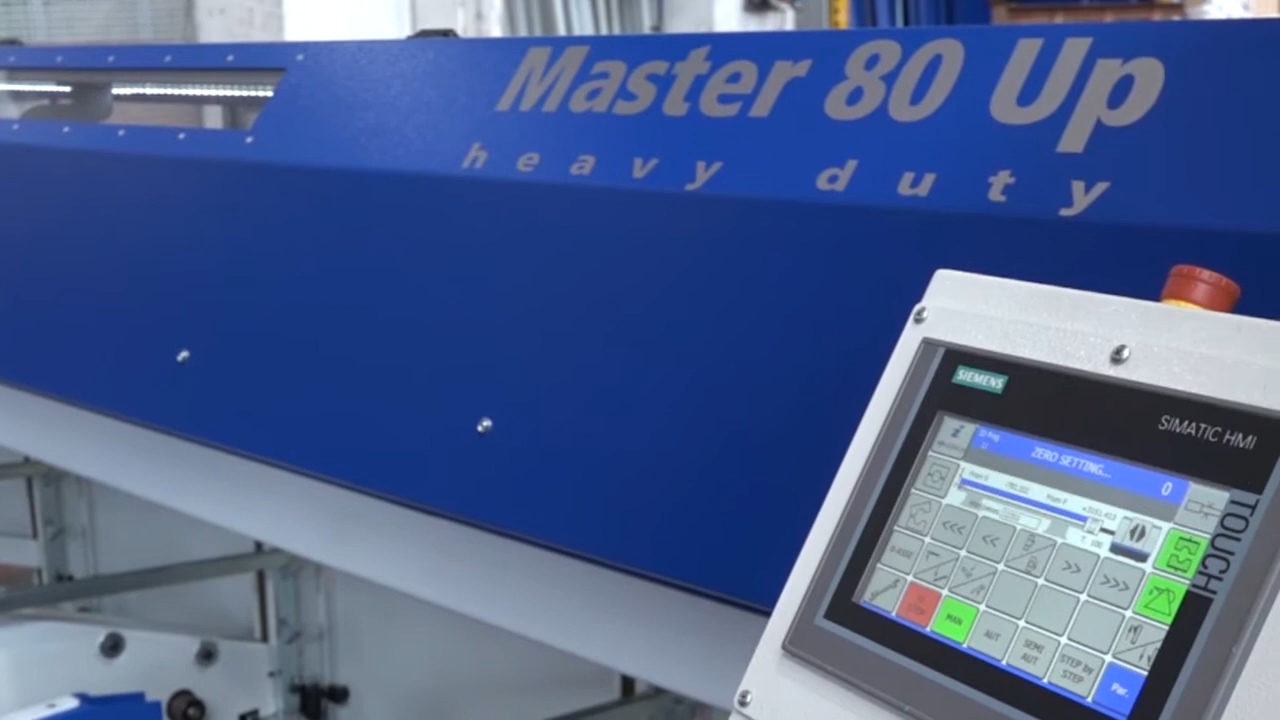 Master 80 Up
heavy duty
SIEMENS
SIMATIC HMI
TOUCH
ZERO SETTING...
0
<<<
<<
>>
>>>
MAN
AUT
SEMI AUT
STEP by STEP
Par.